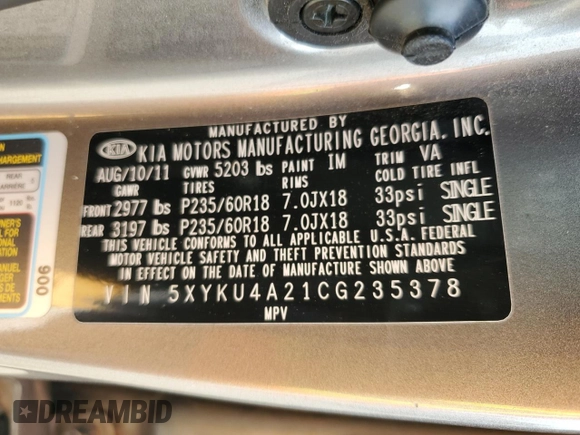 MANUFACTURED BY
KIA KIA MOTORS MANUFACTURING GEORGIA. INC.
AUG/10/11 GVWR 5203 lbs PAINT IM TRIM VA
GAWR TIRES RIMS COLD TIRE INFL
FRONT 2977 lbs P235/60R18 7.0JX18 33psi SINGLE
REAR 3197 lbs P235/60R18 7.0JX18 33psi SINGLE
THIS VEHICLE CONFORMS TO ALL APPLICABLE U.S.A. FEDERAL
MOTOR VEHICLE SAFETY AND THEFT PREVENTION STANDARDS
IN EFFECT ON THE DATE OF MANUFACTURE SHOWN ABOVE
VIN 5XYKU4A21CG235378
MPV
REAR
006
DREAMBID